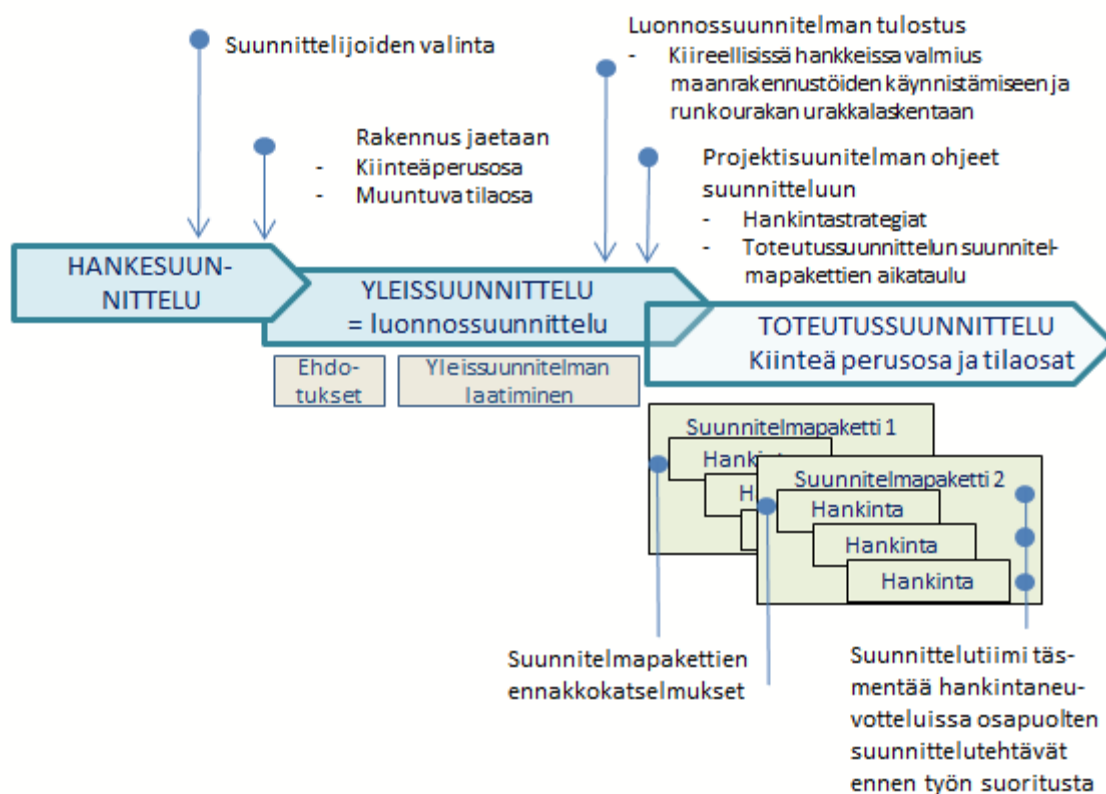 Suunnittelijoiden valinta
Luonnossuunnitelman tulostus
- Kiireellisissä hankkeissa valmius
maanrakennustöiden käynnistämiseen ja
runkourakan urakkalaskentaan
Rakennus jaetaan
- Kiinteäperusosa
- Muuntuva tilaosa
Projektisuunitelman ohjeet
suunnitteluun
- Hankintastrategiat
- Toteutussuunnittelun suunnitel-
mapakettien aikataulu
HANKESUUN-
NITTELU
YLEISSUUNNITTELU
= luonnossuunnittelu
TOTEUTUSSUUNNITTELU
Kiinteä perusosa ja tilaosat
Ehdo-
tukset
Yleissuunnitelman
laatiminen
Suunnitelmapaketti 1
Suunnitelmapaketti 2
Hankinta
Hankinta
Hankinta
Suunnitelmapakettien
ennakkokatselmukset
Suunnittelutiimi täs-
mentää hankintaneu-
votteluissa osapuolten
suunnittelutehtävät
ennen työn suoritusta